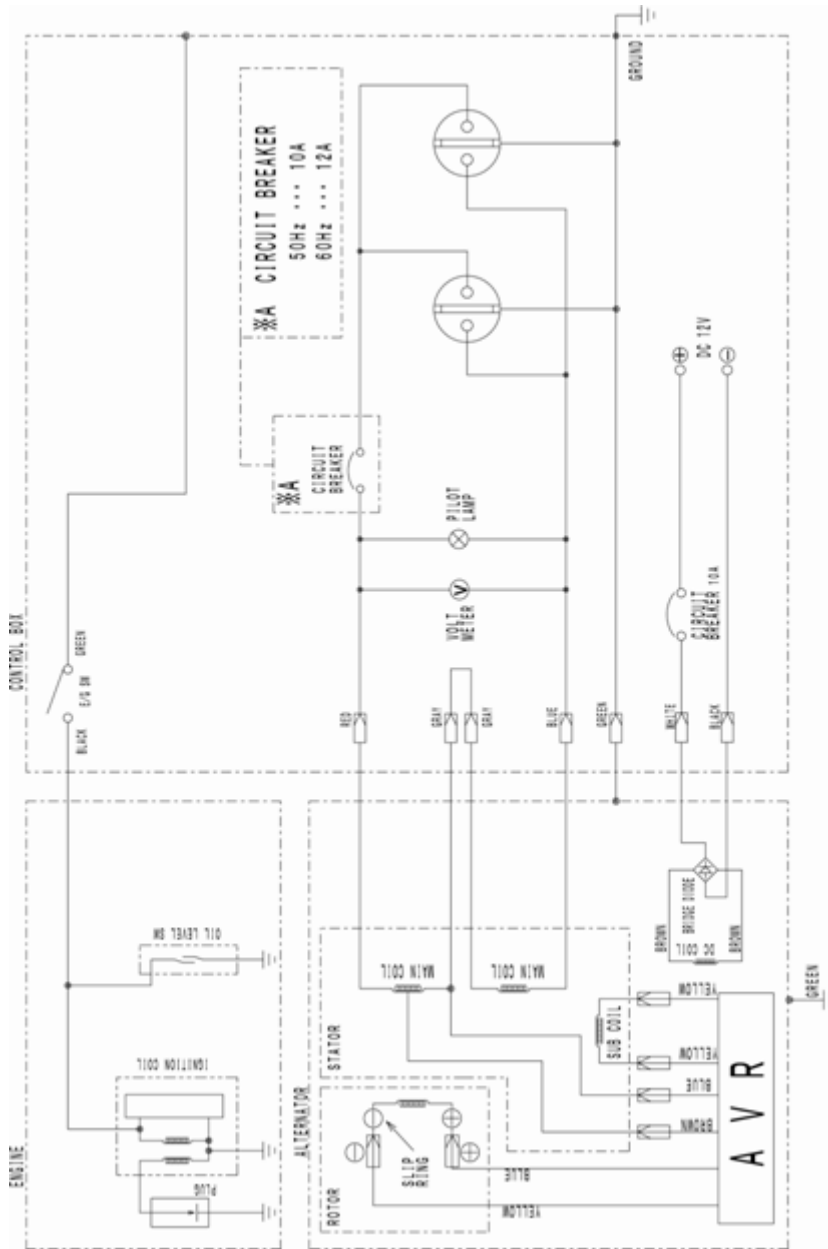 CONTROL BOX
E/G SW
BLACK
GREEN
※A CIRCUIT BREAKER
50Hz ··· 10A
60Hz ··· 12A
GROUND
※A
CIRCUIT
BREAKER
PILOT
LAMP
VOLT
METER
V
RED
GRAY
GRAY
BLUE
GREEN
WHITE
BLACK
CIRCUIT
BREAKER 10A
DC 12V
+
-
ENGINE
OIL LEVEL SW
IGNITION COIL
PLUG
ALTERNATOR
STATOR
MAIN COIL
MAIN COIL
SUB COIL
ROTOR
SLIP
RING
BLUE
YELLOW
BROWN
BLUE
YELLOW
YELLOW
AVR
BROWN
DC COIL
BROWN
BRIDGE DIODE
GREEN